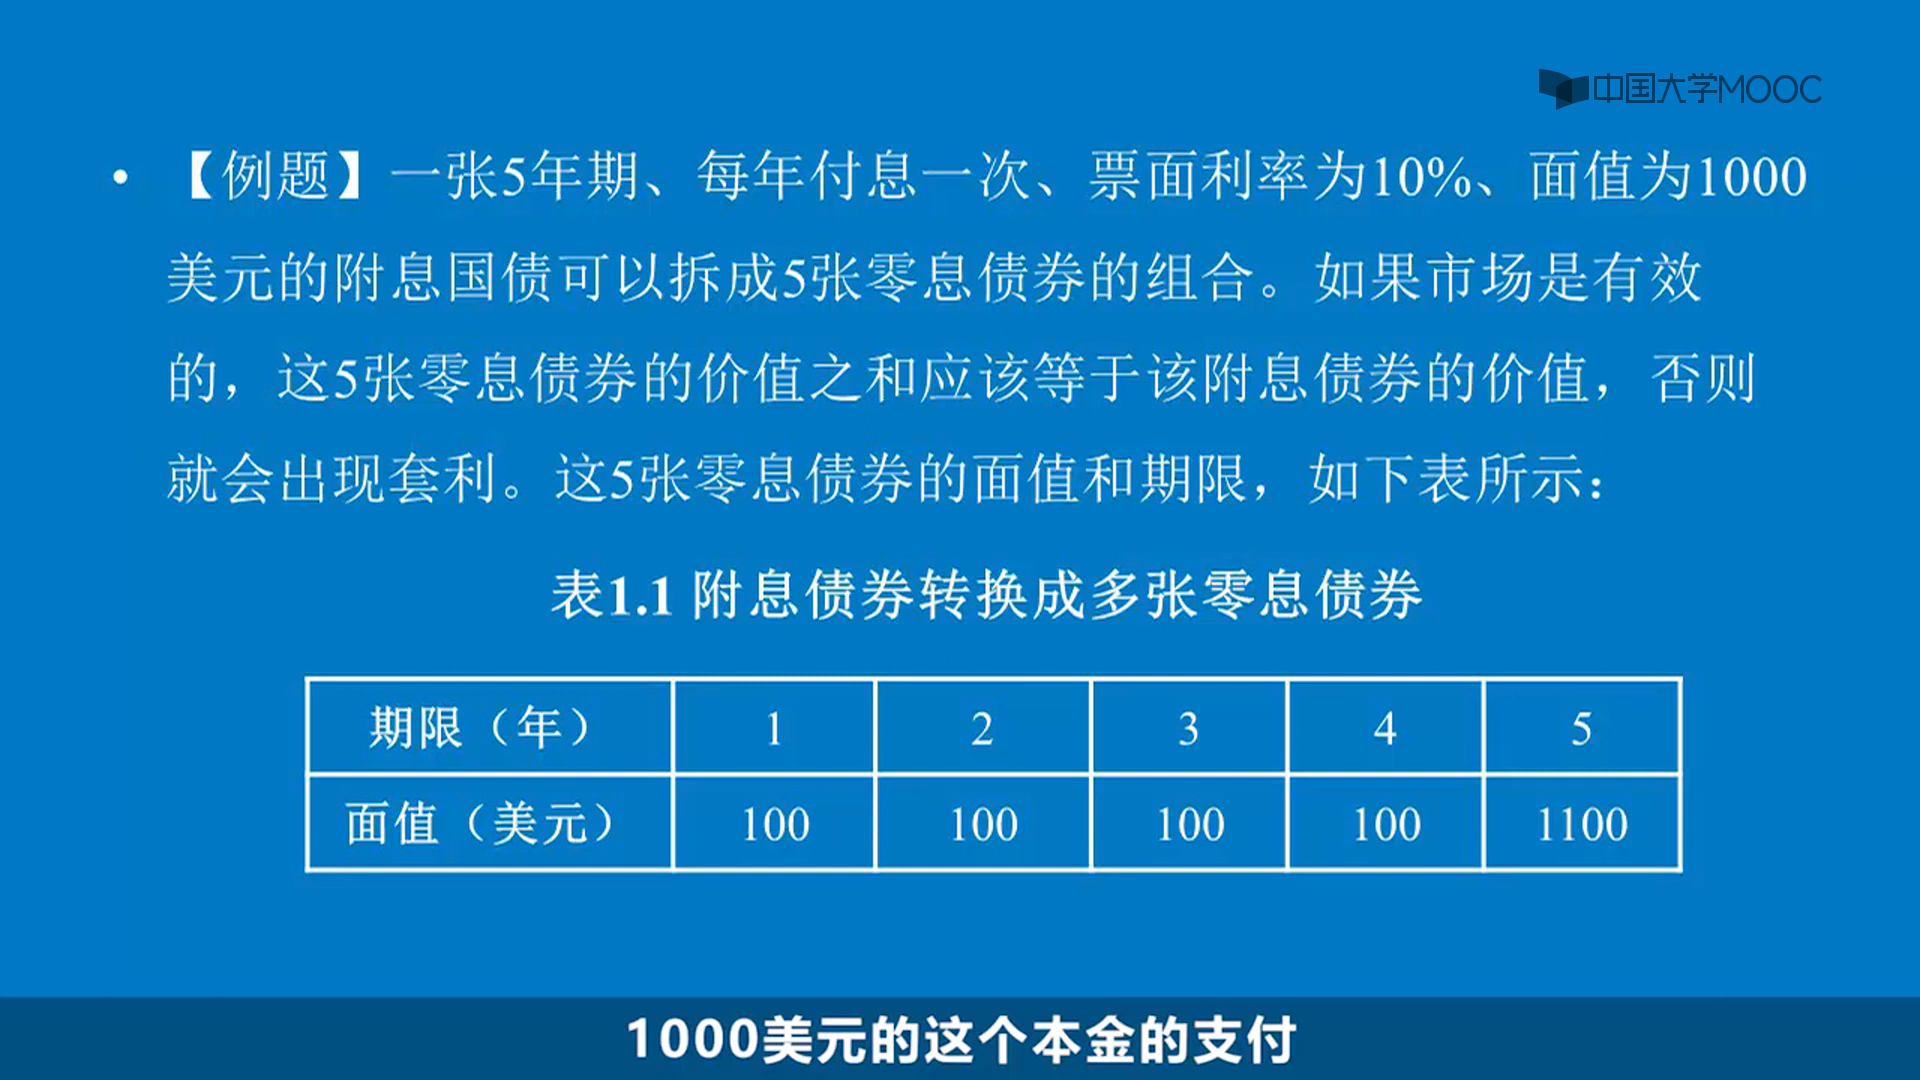 中国大学MOOC
• 【例题】一张5年期、每年付息一次、票面利率为10%、面值为1000
美元的附息国债可以拆成5张零息债券的组合。如果市场是有效
的，这5张零息债券的价值之和应该等于该附息债券的价值，否则
就会出现套利。这5张零息债券的面值和期限，如下表所示：
表1.1 附息债券转换成多张零息债券
期限（年） 1 2 3 4 5
面值（美元） 100 100 100 100 1100
1000美元的这个本金的支付